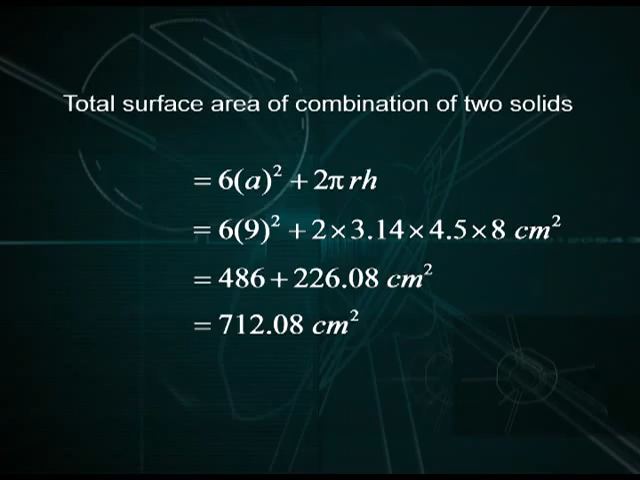 Total surface area of combination of two solids
= 6(a)² + 2π rh
= 6(9)² + 2×3.14×4.5×8 cm²
= 486 + 226.08 cm²
= 712.08 cm²